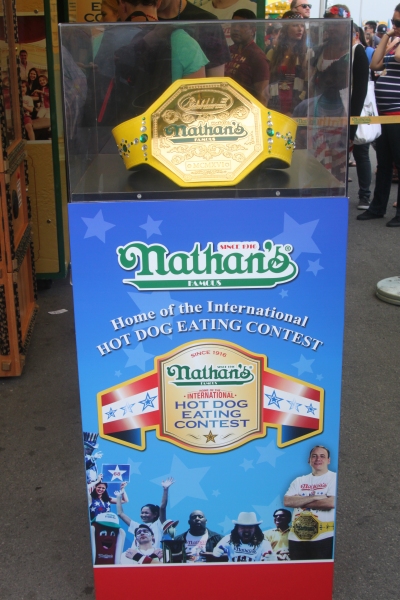 Nathan's
FAMOUS
SINCE 1916
Nathan's®
FAMOUS
Home of the International
HOT DOG EATING CONTEST
SINCE 1916
Nathan's
FAMOUS
INTERNATIONAL
HOT DOG
EATING
CONTEST